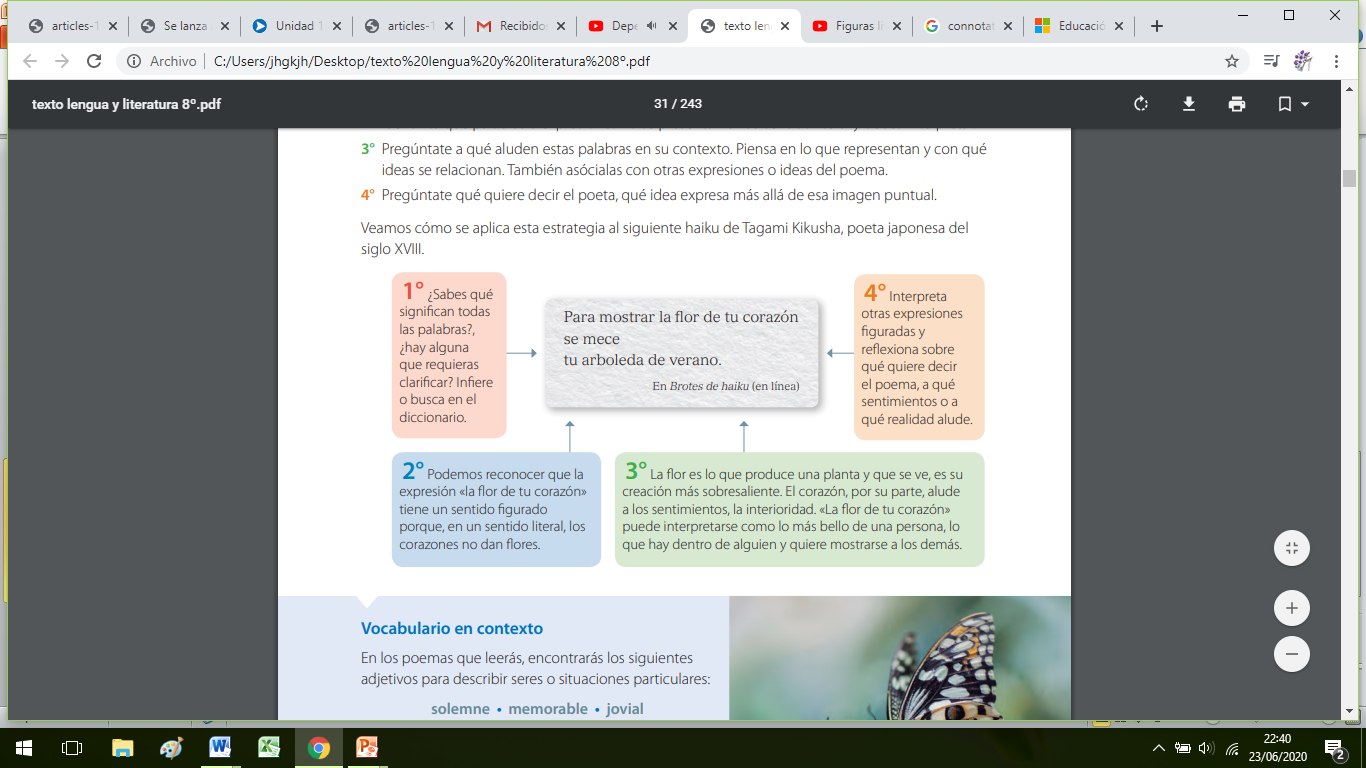 articles-T
Se lanza
Unidad 1
articles-T
Recibido
Depe
texto len
Figuras l
connotat
Educació
Archivo
C:/Users/jhgkjh/Desktop/texto%20lengua%20y%20literatura%208º.pdf
texto lengua y literatura 8º.pdf
31 / 243
3° Pregúntate a qué aluden estas palabras en su contexto. Piensa en lo que representan y con qué
ideas se relacionan. También asócialas con otras expresiones o ideas del poema.
4° Pregúntate qué quiere decir el poeta, qué idea expresa más allá de esa imagen puntual.
Veamos cómo se aplica esta estrategia al siguiente haiku de Tagami Kikusha, poeta japonesa del
siglo XVIII.
1° ¿Sabes qué
significan todas
las palabras?,
¿hay alguna
que requieras
clarificar? Infiere
o busca en el
diccionario.
Para mostrar la flor de tu corazón
se mece
tu arboleda de verano.
En Brotes de haiku (en línea)
4° Interpreta
otras expresiones
figuradas y
reflexiona sobre
qué quiere decir
el poema, a qué
sentimientos o a
qué realidad alude.
2° Podemos reconocer que la
expresión «la flor de tu corazón»
tiene un sentido figurado
porque, en un sentido literal, los
corazones no dan flores.
3° La flor es lo que produce una planta y que se ve, es su
creación más sobresaliente. El corazón, por su parte, alude
a los sentimientos, la interioridad. «La flor de tu corazón»
puede interpretarse como lo más bello de una persona, lo
que hay dentro de alguien y quiere mostrarse a los demás.
Vocabulario en contexto
En los poemas que leerás, encontrarás los siguientes
adjetivos para describir seres o situaciones particulares:
solemne • memorable • jovial
22:40
23/06/2020
2